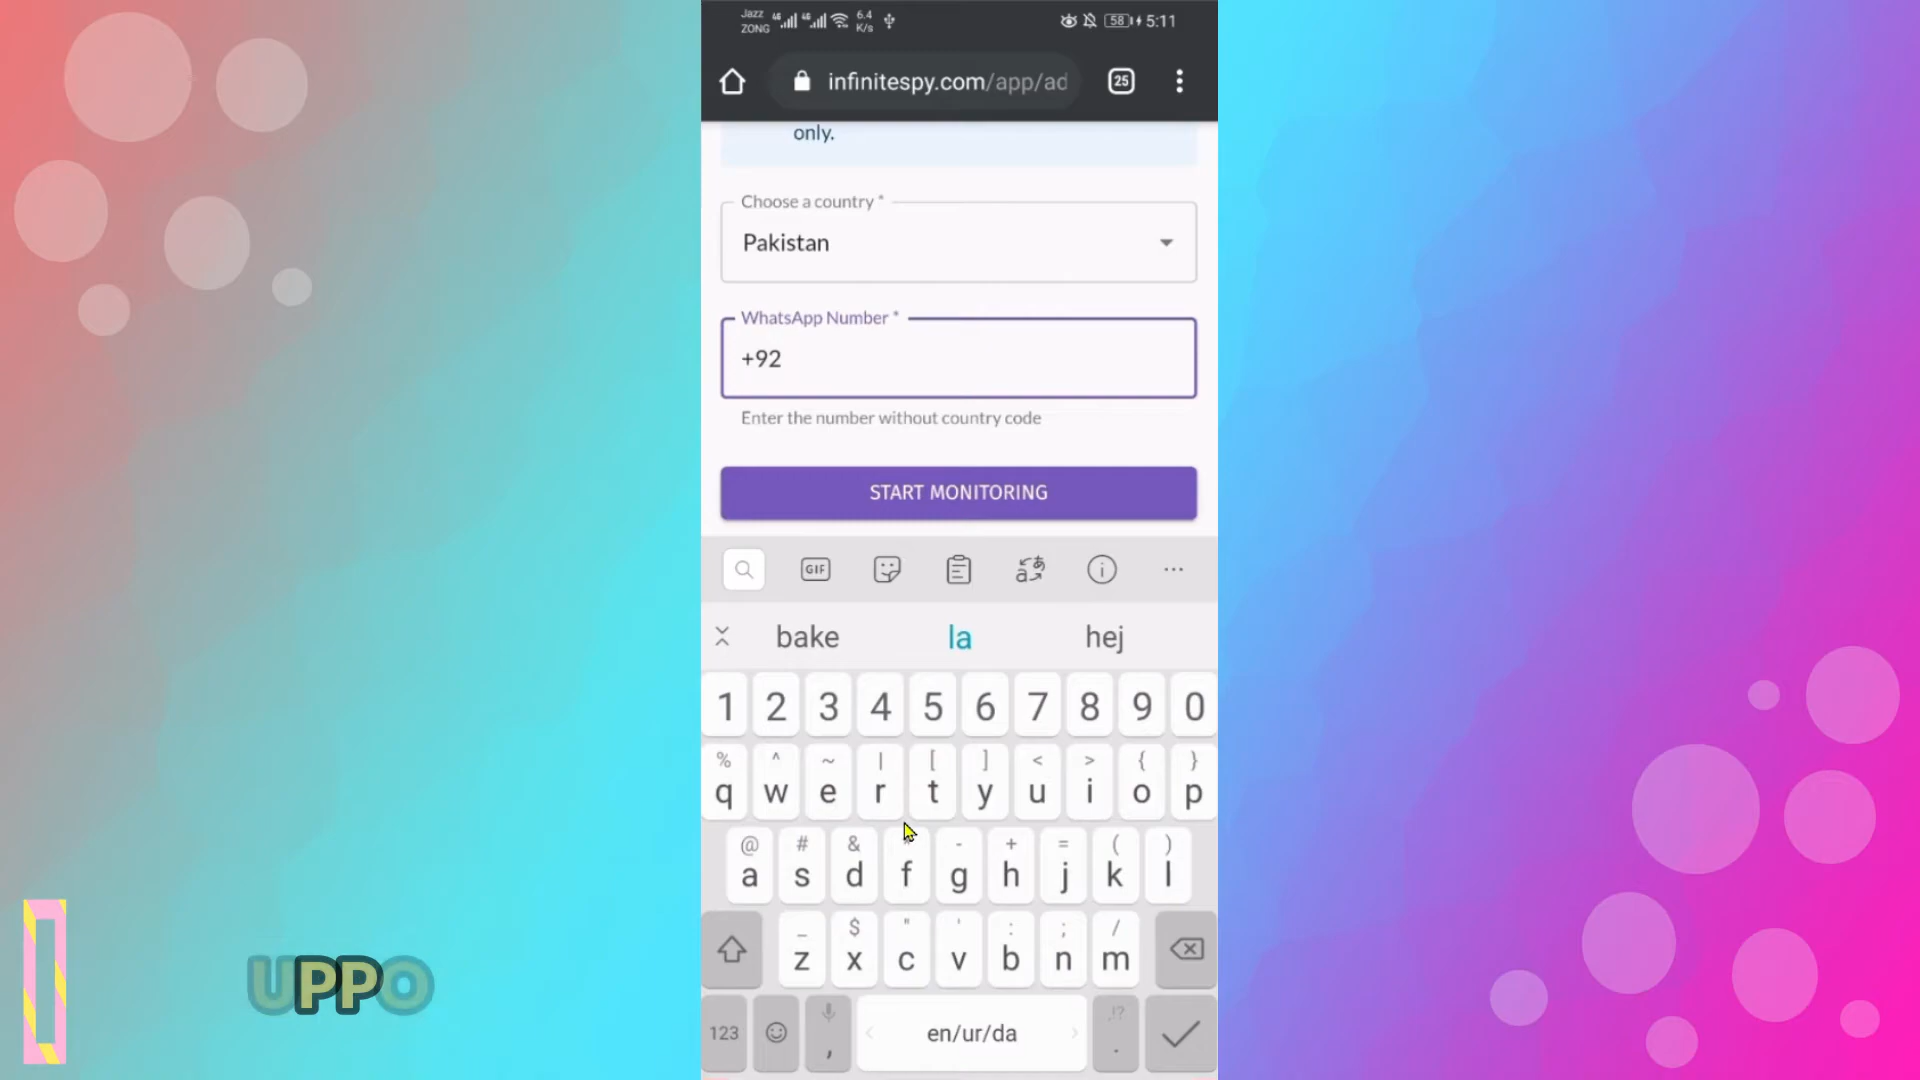 Jazz
ZONG
4G 4G 6.4
K/s
58 5:11
infinitespy.com/app/ad
25
only.
Choose a country *
Pakistan
WhatsApp Number *
+92
Enter the number without country code
START MONITORING
GIF
bake la hej
1 2 3 4 5 6 7 8 9 0
% ^ ~ | [ ] < > { }
q w e r t y u i o p
@ # & * - + = ( )
a s d f g h j k l
_ $ " ' : ; /
z x c v b n m
123 , en/ur/da .
,!?
UPPO